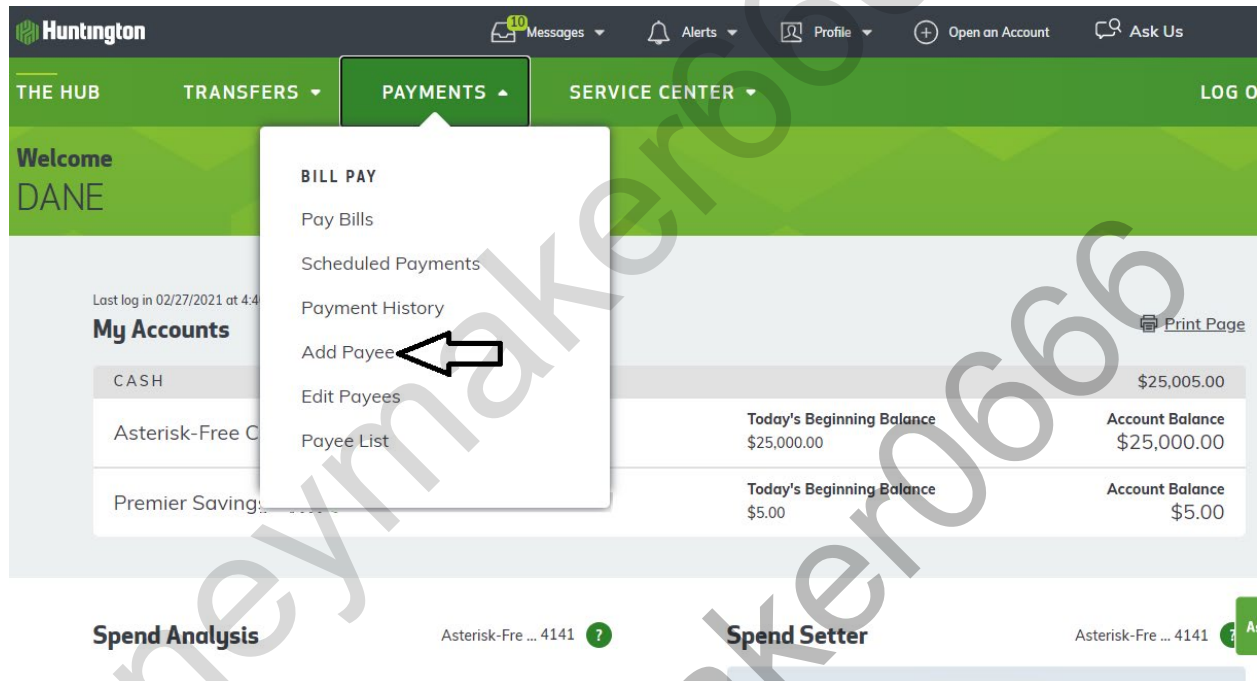 Huntington
10
Messages
Alerts
Profile
Open an Account
Ask Us
THE HUB
TRANSFERS
PAYMENTS
SERVICE CENTER
LOG O
Welcome
DANE
BILL PAY
Pay Bills
Scheduled Payments
Payment History
Add Payee
Edit Payees
Payee List
Last log in 02/27/2021 at 4:4
My Accounts
Print Page
CASH
$25,005.00
Asterisk-Free C
Today's Beginning Balance
$25,000.00
Account Balance
$25,000.00
Premier Savings
Today's Beginning Balance
$5.00
Account Balance
$5.00
Spend Analysis
Asterisk-Fre ... 4141
?
Spend Setter
Asterisk-Fre ... 4141
?
As
neymaker0666
aker0666